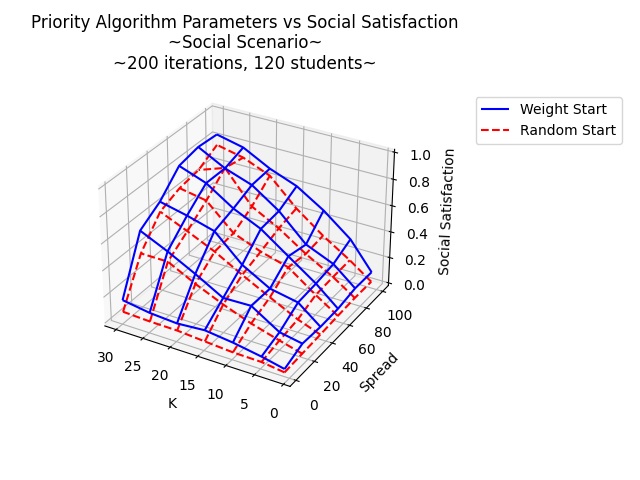 Priority Algorithm Parameters vs Social Satisfaction
~Social Scenario~
~200 iterations, 120 students~
Weight Start
Random Start
1.0
0.8
0.6
0.4
0.2
0.0
Social Satisfaction
100
80
60
40
20
0
Spread
30
25
20
15
10
5
0
K